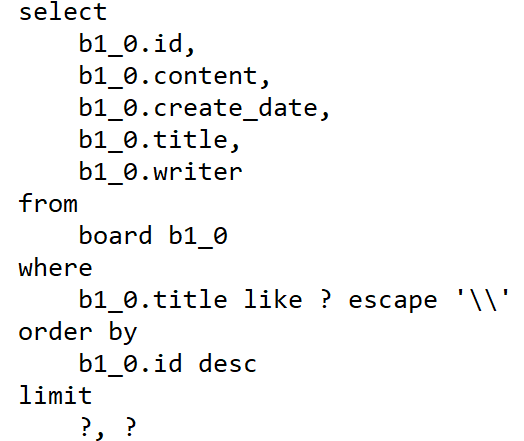 select
    b1_0.id,
    b1_0.content,
    b1_0.create_date,
    b1_0.title,
    b1_0.writer
from
    board b1_0
where
    b1_0.title like ? escape '\\'
order by
    b1_0.id desc
limit
    ?, ?